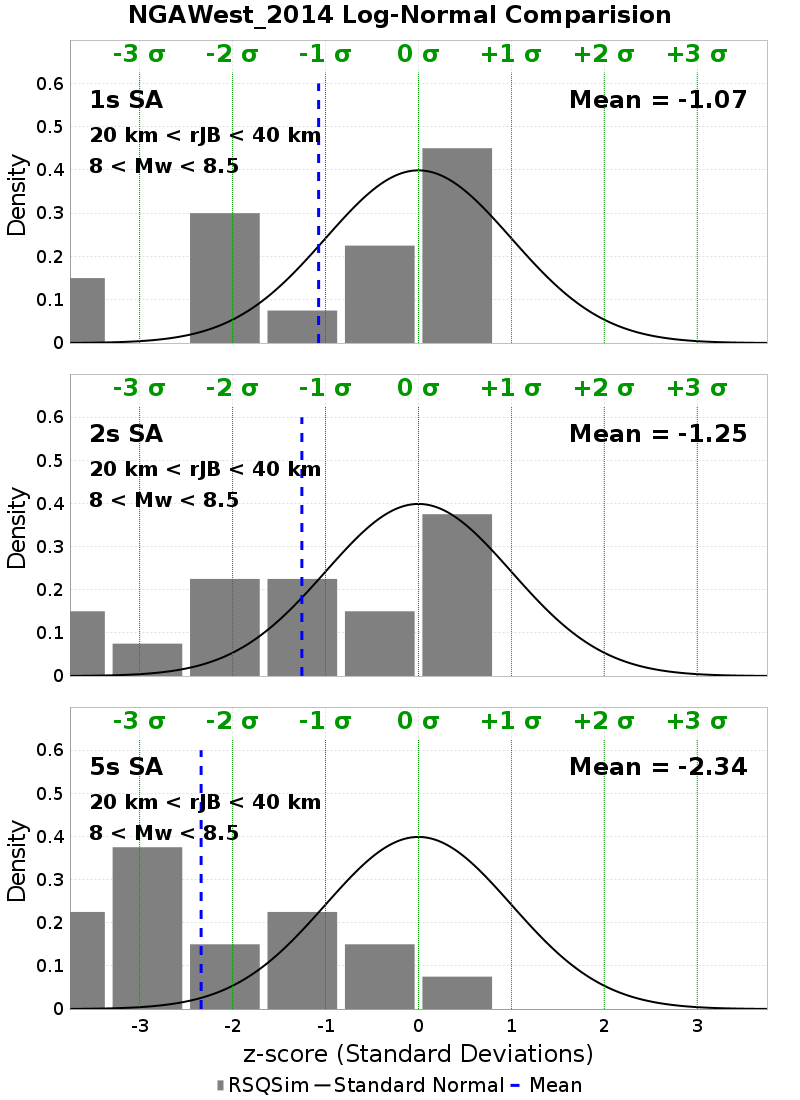 NGAWest_2014 Log-Normal Comparision
-3 σ -2 σ -1 σ 0 σ +1 σ +2 σ +3 σ
1s SA Mean = -1.07
20 km < rJB < 40 km
8 < Mw < 8.5
0.6
0.5
0.4
0.3
0.2
0.1
0
Density
-3 σ -2 σ -1 σ 0 σ +1 σ +2 σ +3 σ
2s SA Mean = -1.25
20 km < rJB < 40 km
8 < Mw < 8.5
0.6
0.5
0.4
0.3
0.2
0.1
0
Density
-3 σ -2 σ -1 σ 0 σ +1 σ +2 σ +3 σ
5s SA Mean = -2.34
20 km < rJB < 40 km
8 < Mw < 8.5
0.6
0.5
0.4
0.3
0.2
0.1
0
Density
-3 -2 -1 0 1 2 3
z-score (Standard Deviations)
RSQSim Standard Normal Mean